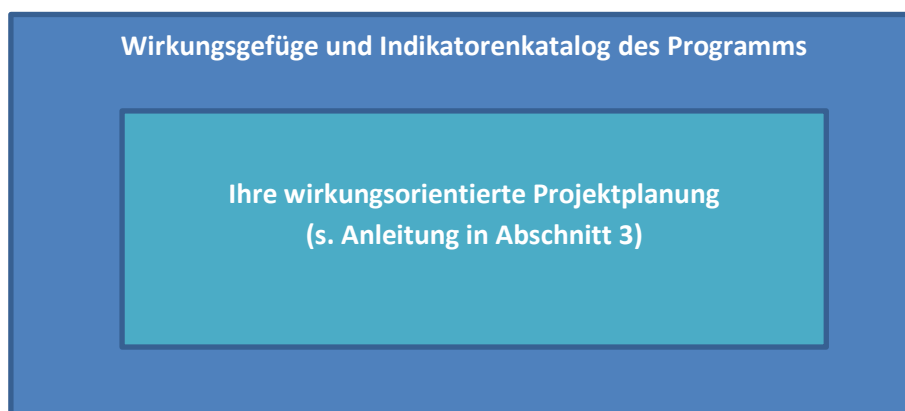 Wirkungsgefüge und Indikatorenkatalog des Programms
Ihre wirkungsorientierte Projektplanung
(s. Anleitung in Abschnitt 3)